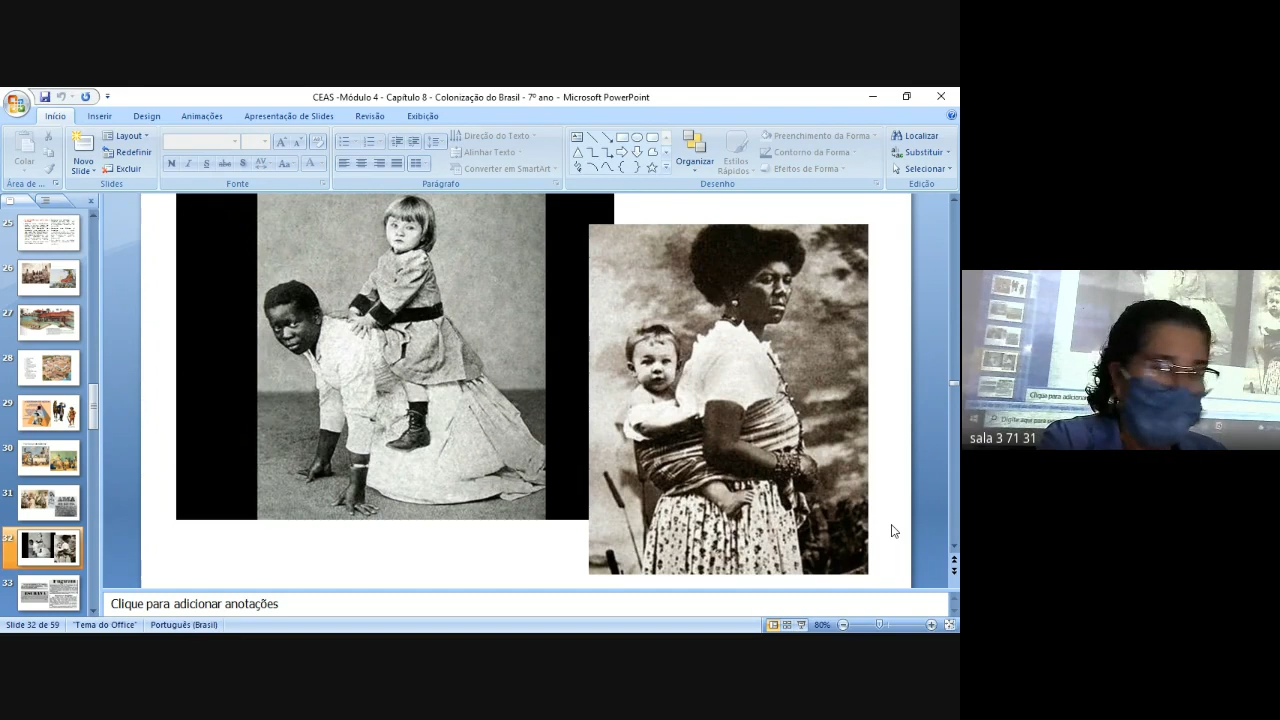 CEAS -Módulo 4 - Capítulo 8 - Colonização do Brasil - 7º ano - Microsoft PowerPoint
Início Inserir Design Animações Apresentação de Slides Revisão Exibição
Colar
Novo Slide
Layout
Redefinir
Excluir
N I S abc S AV Aa A
Direção do Texto
Alinhar Texto
Converter em SmartArt
Organizar
Estilos Rápidos
Preenchimento da Forma
Contorno da Forma
Efeitos de Forma
Localizar
Substituir
Selecionar
Área de ... Slides Fonte Parágrafo Desenho Edição
25
26
27
28
29
30
31
32
33
sala 3 71 31
Clique para adicionar anotações
Slide 32 de 59 "Tema do Office" Português (Brasil) 80%